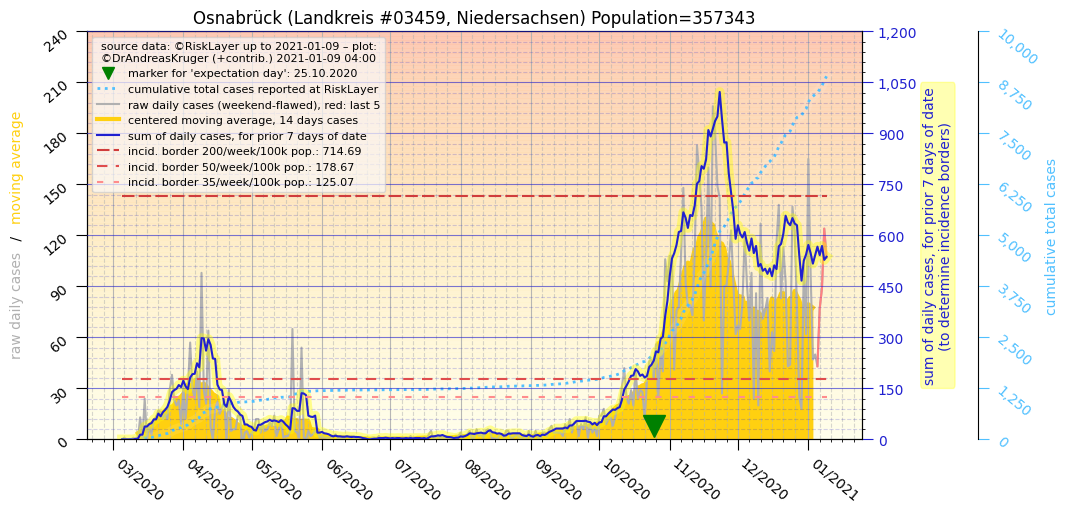 Osnabrück (Landkreis #03459, Niedersachsen) Population=357343
source data: ©RiskLayer up to 2021-01-09 – plot:
©DrAndreasKruger (+contrib.) 2021-01-09 04:00
marker for 'expectation day': 25.10.2020
cumulative total cases reported at RiskLayer
raw daily cases (weekend-flawed), red: last 5
centered moving average, 14 days cases
sum of daily cases, for prior 7 days of date
incid. border 200/week/100k pop.: 714.69
incid. border 50/week/100k pop.: 178.67
incid. border 35/week/100k pop.: 125.07
raw daily cases / moving average
240
210
180
150
120
90
60
30
0
03/2020
04/2020
05/2020
06/2020
07/2020
08/2020
09/2020
10/2020
11/2020
12/2020
01/2021
1,200
1,050
900
750
600
450
300
150
0
sum of daily cases, for prior 7 days of date
(to determine incidence borders)
10,000
8,750
7,500
6,250
5,000
3,750
2,500
1,250
0
cumulative total cases